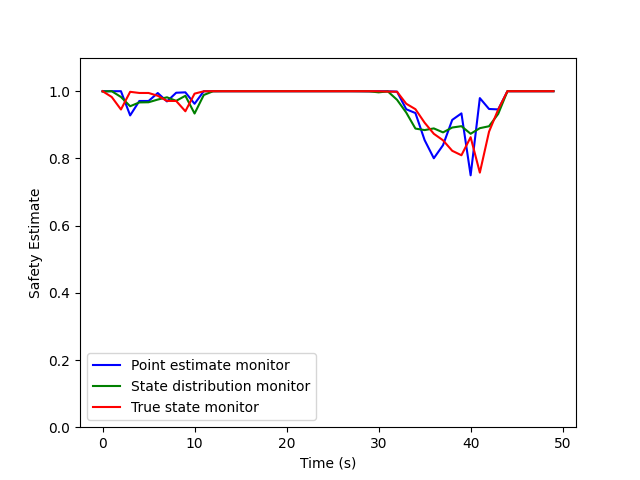 1.0
0.8
0.6
0.4
0.2
0.0
Safety Estimate
Point estimate monitor
State distribution monitor
True state monitor
0 10 20 30 40 50
Time (s)